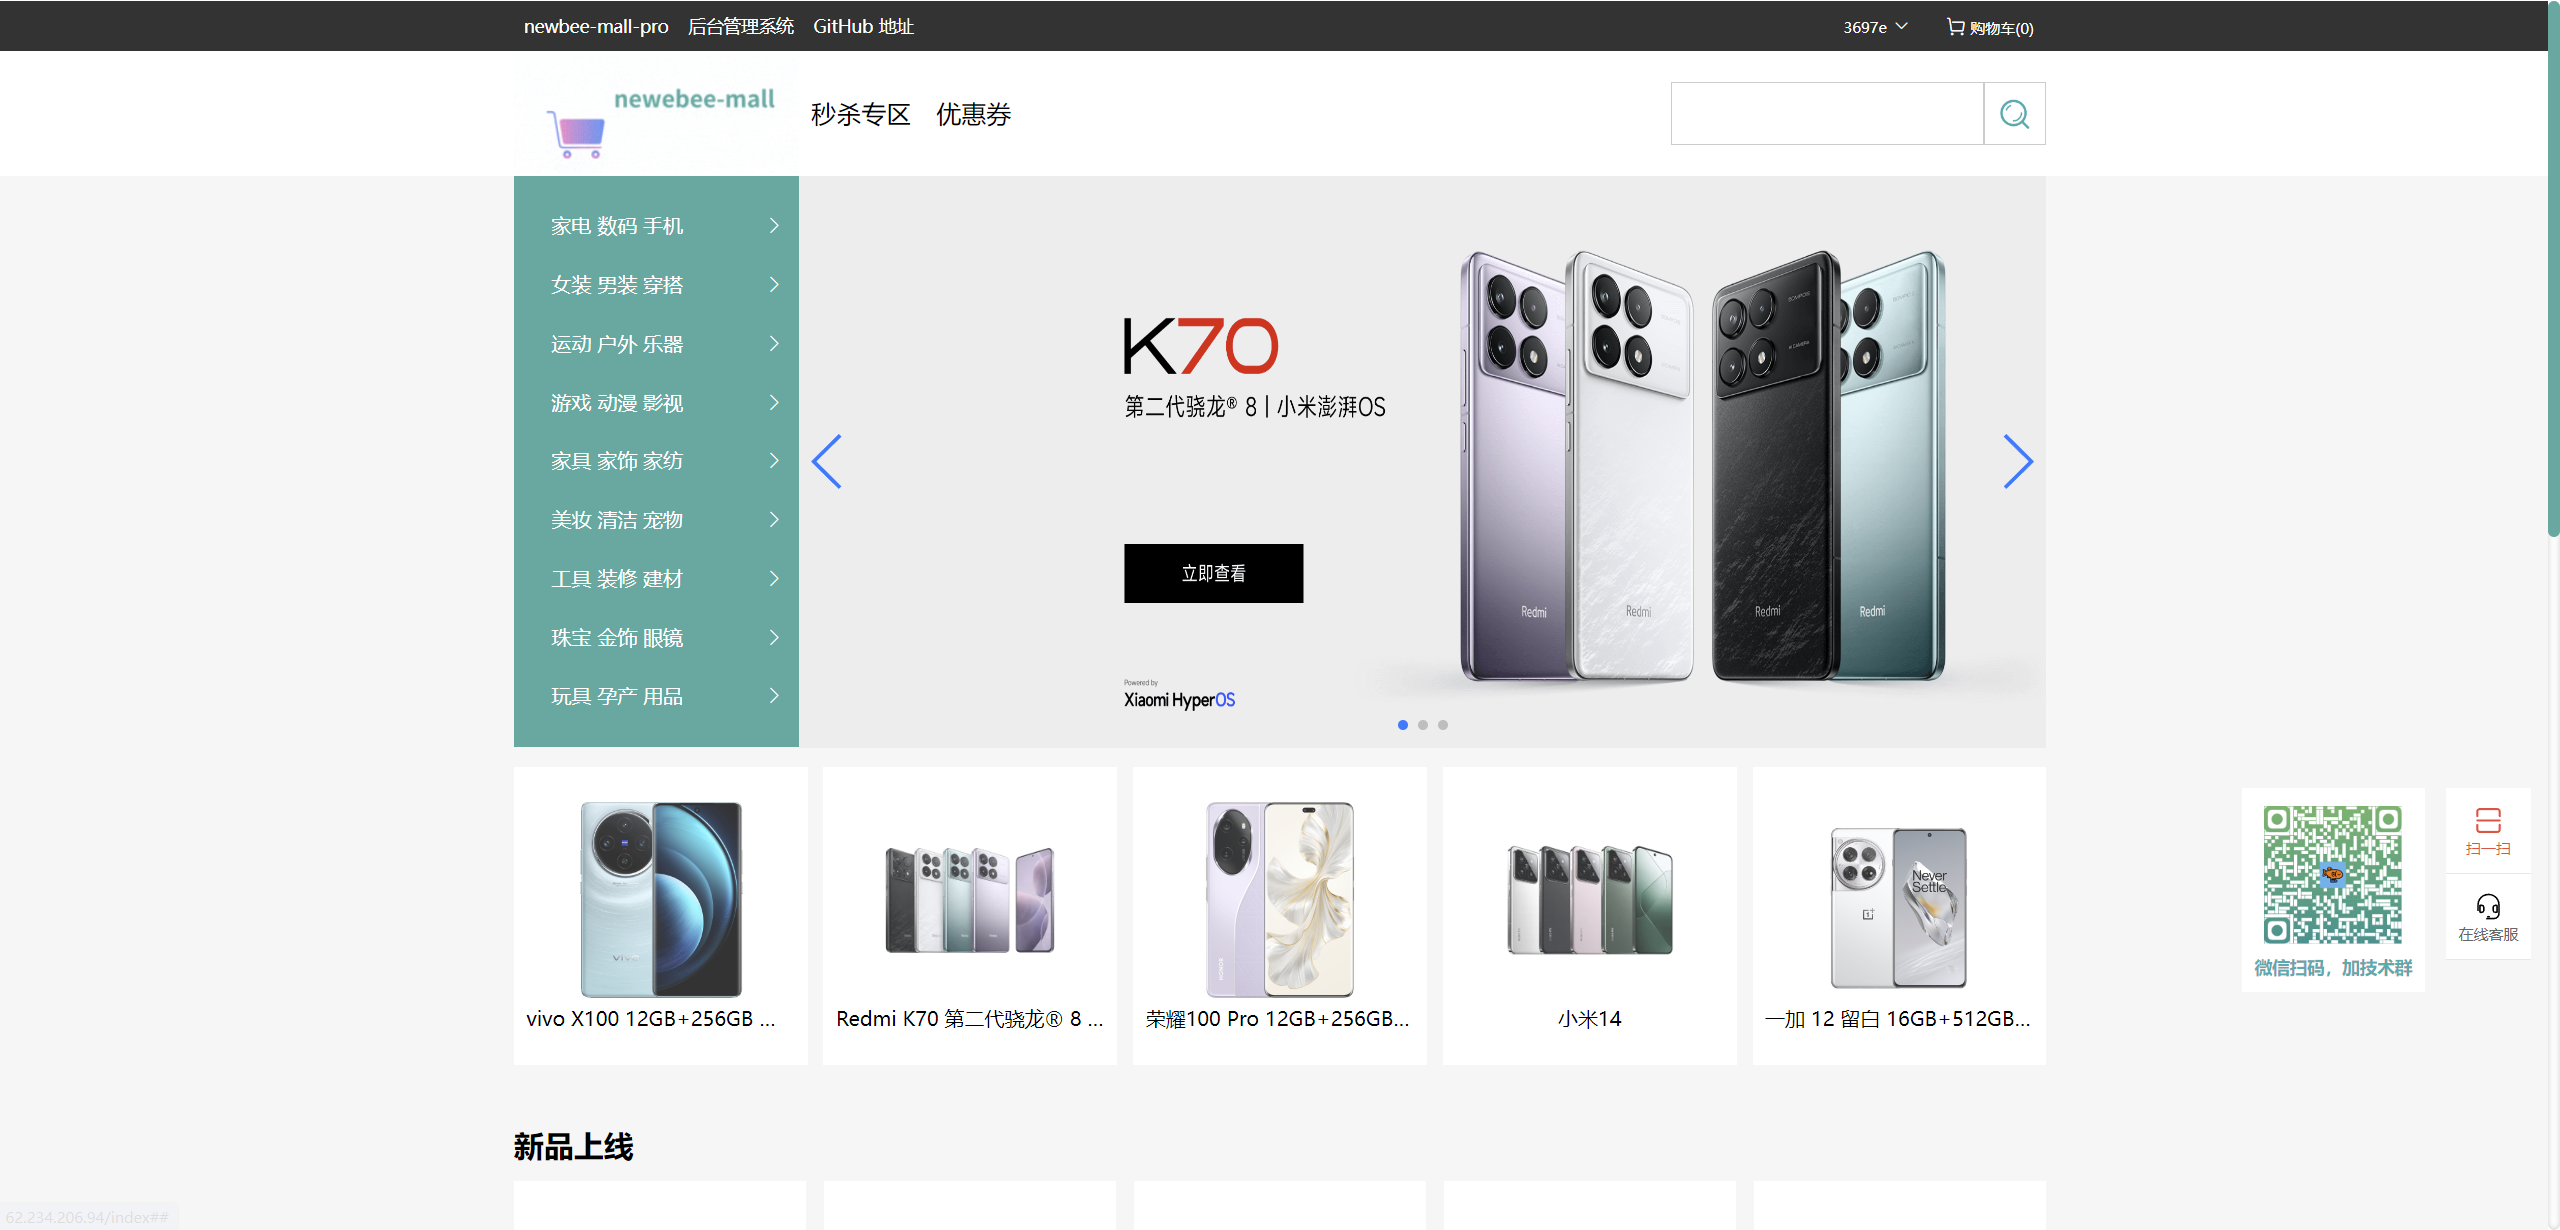 newbee-mall-pro 后台管理系统 GitHub 地址 3697e 购物车(0)
newebee-mall
秒杀专区 优惠券
家电 数码 手机
女装 男装 穿搭
运动 户外 乐器
游戏 动漫 影视
家具 家饰 家纺
美妆 清洁 宠物
工具 装修 建材
珠宝 金饰 眼镜
玩具 孕产 用品
K70
第二代骁龙® 8 | 小米澎湃OS
立即查看
Powered by
Xiaomi HyperOS
Redmi
Redmi
Redmi
Redmi
vivo
HONOR
Never
Settle
vivo X100 12GB+256GB ...
Redmi K70 第二代骁龙® 8 ...
荣耀100 Pro 12GB+256GB...
小米14
一加 12 留白 16GB+512GB...
微信扫码，加技术群
扫一扫
在线客服
新品上线
62.234.206.94/index##